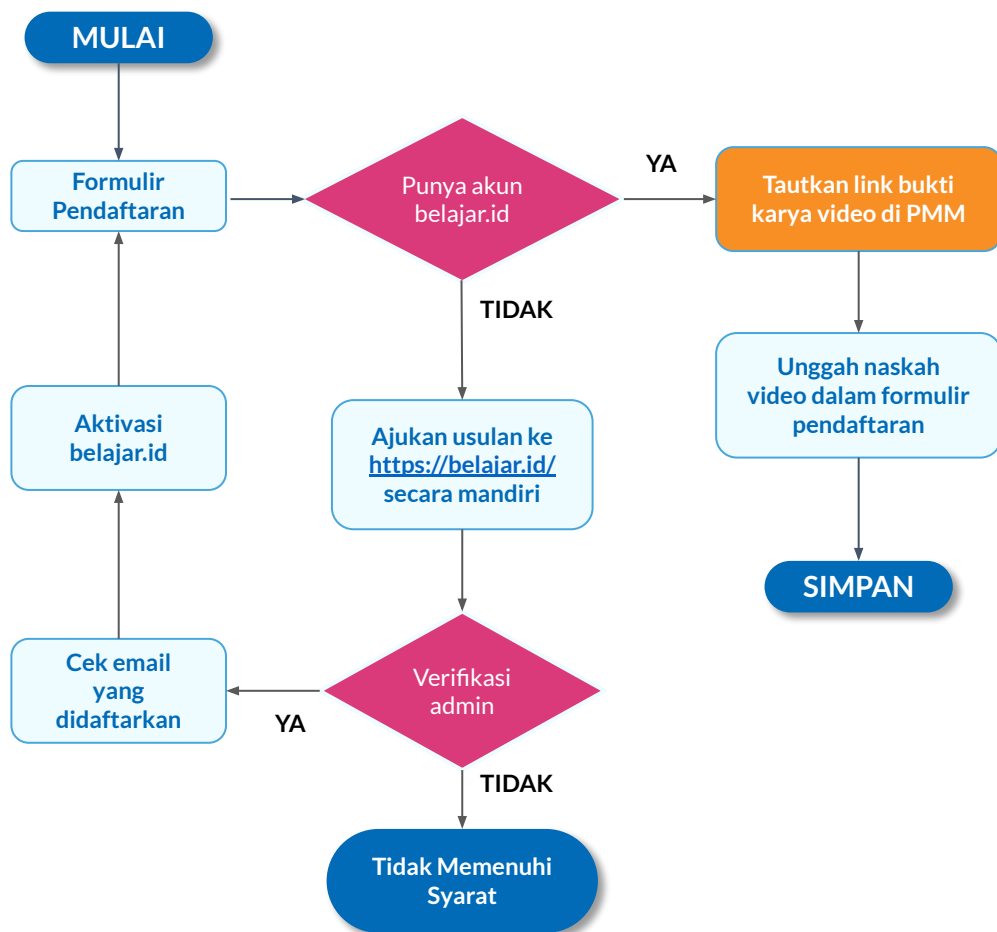 MULAI
Formulir
Pendaftaran
Punya akun
belajar.id
YA
Tautkan link bukti
karya video di PMM
TIDAK
Unggah naskah
video dalam formulir
pendaftaran
Aktivasi
belajar.id
Ajukan usulan ke
https://belajar.id/
secara mandiri
SIMPAN
Cek email
yang
didaftarkan
YA
Verifikasi
admin
TIDAK
Tidak Memenuhi
Syarat